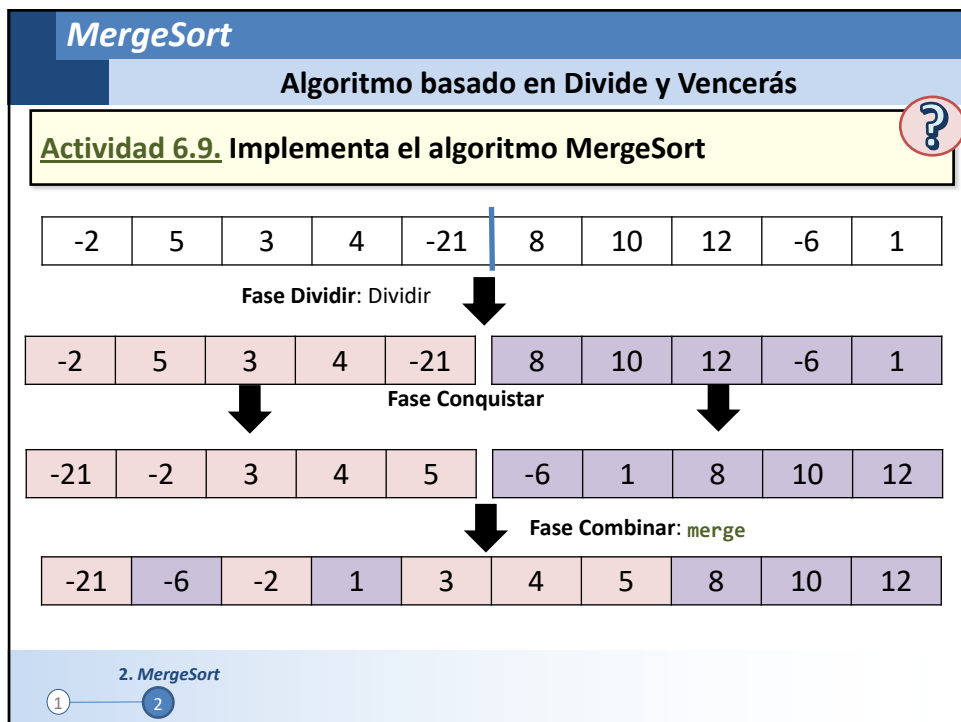 MergeSort
Algoritmo basado en Divide y Vencerás
?
Actividad 6.9. Implementa el algoritmo MergeSort
-2 5 3 4 -21 8 10 12 -6 1
Fase Dividir: Dividir
-2 5 3 4 -21 8 10 12 -6 1
Fase Conquistar
-21 -2 3 4 5 -6 1 8 10 12
Fase Combinar: merge
-21 -6 -2 1 3 4 5 8 10 12
2. MergeSort
1 2